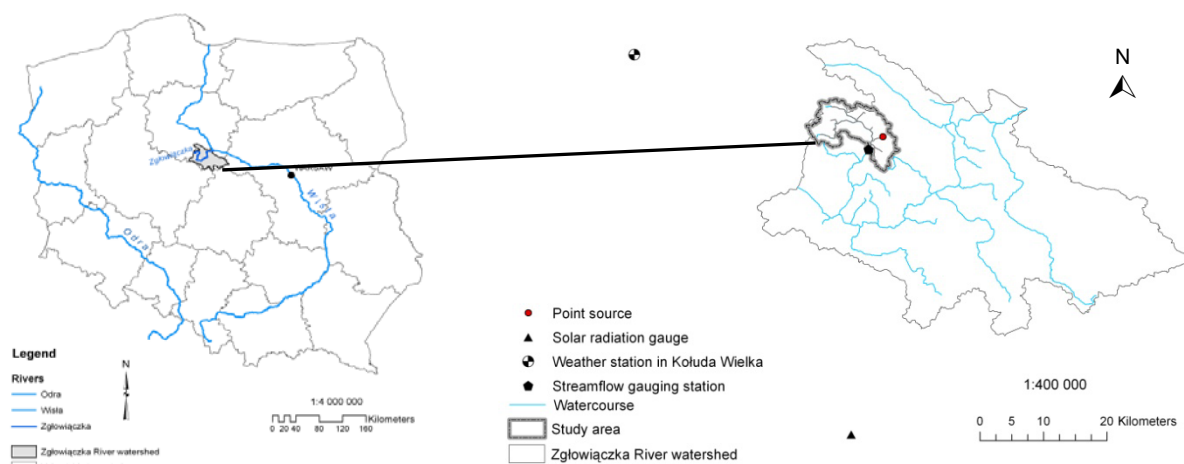 Zgłowiączka
WARSAW
Wisła
Odra
Legend
Rivers
Odra
Wisła
Zgłowiączka
Zgłowiączka River watershed
N
1:4 000 000
Kilometers
0 20 40 80 120 160
Point source
Solar radiation gauge
Weather station in Kołuda Wielka
Streamflow gauging station
Watercourse
Study area
Zgłowiączka River watershed
N
1:400 000
0 5 10 20 Kilometers